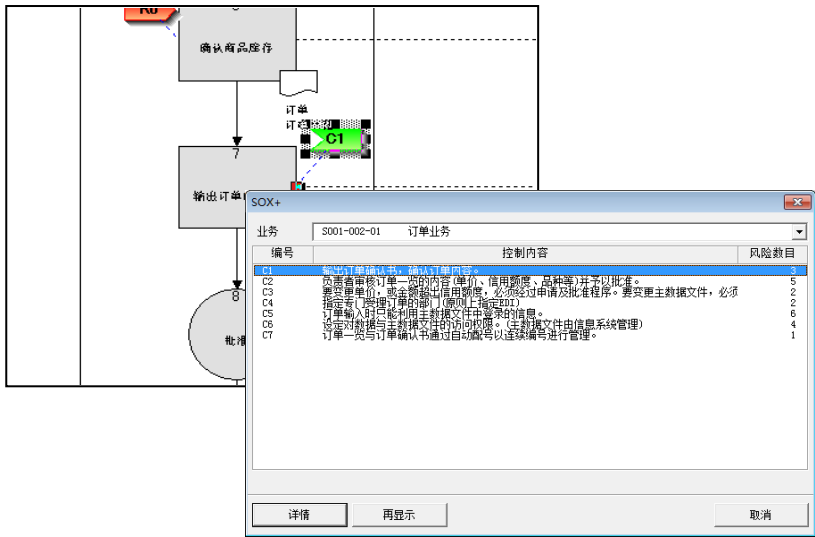 确认商品库存
订单
C1
7
输出订单
8
SOX+
业务
S001-002-01 订单业务
编号 控制内容 风险数目
C1 输出订单确认书，确认订单内容。 3
C2 负责者审核订单一览的内容(单价、信用额度、品种等)并予以批准。 5
C3 要变更单价，或金额超出信用额度，必须经过申请及批准程序。要变更主数据文件，必须 2
C4 指定专门受理订单的部门(原则上指定EDI) 2
C5 订单输入时只能利用主数据文件中登录的信息。 6
C6 设定对数据与主数据文件的访问权限。(主数据文件由信息系统管理) 4
C7 订单一览与订单确认书通过自动配号以连续编号进行管理。 1
详情 再显示 取消